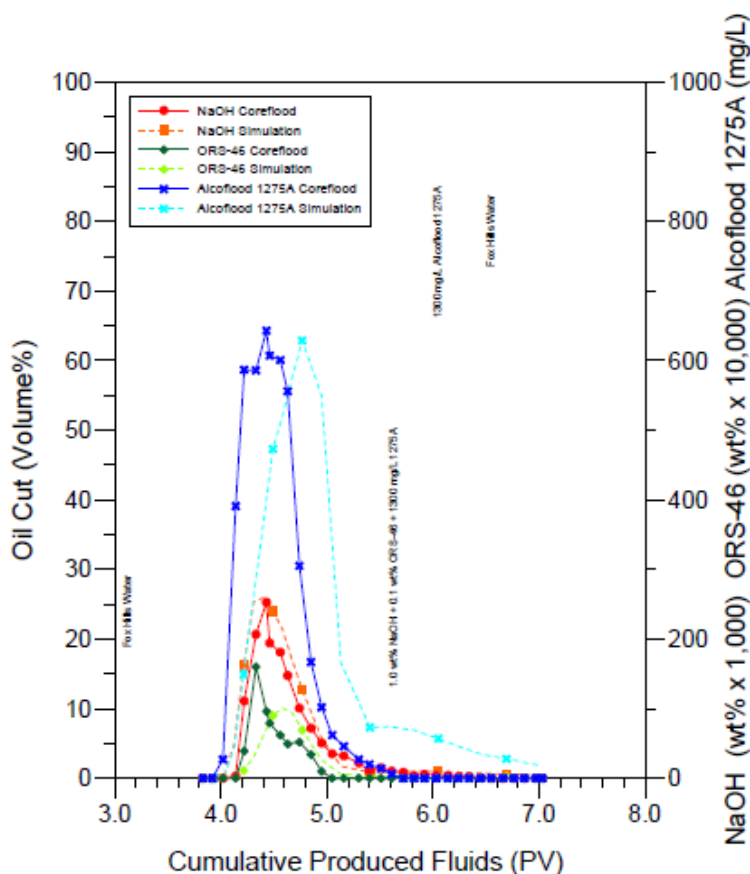 100
90
80
70
60
50
40
30
20
10
0
Oil Cut (Volume%)
NaOH Coreflood
NaOH Simulation
ORS-46 Coreflood
ORS-46 Simulation
Alcoflood 1275A Coreflood
Alcoflood 1275A Simulation
Fox Hills Water
1.0 wt% NaOH + 0.1 wt% ORS-46 + 1300 mg/L 1275A
1300 mg/L Alcoflood 1275A
Fox Hills Water
1000
800
600
400
200
0
NaOH (wt% x 1,000) ORS-46 (wt% x 10,000) Alcoflood 1275A (mg/L)
3.0 4.0 5.0 6.0 7.0 8.0
Cumulative Produced Fluids (PV)